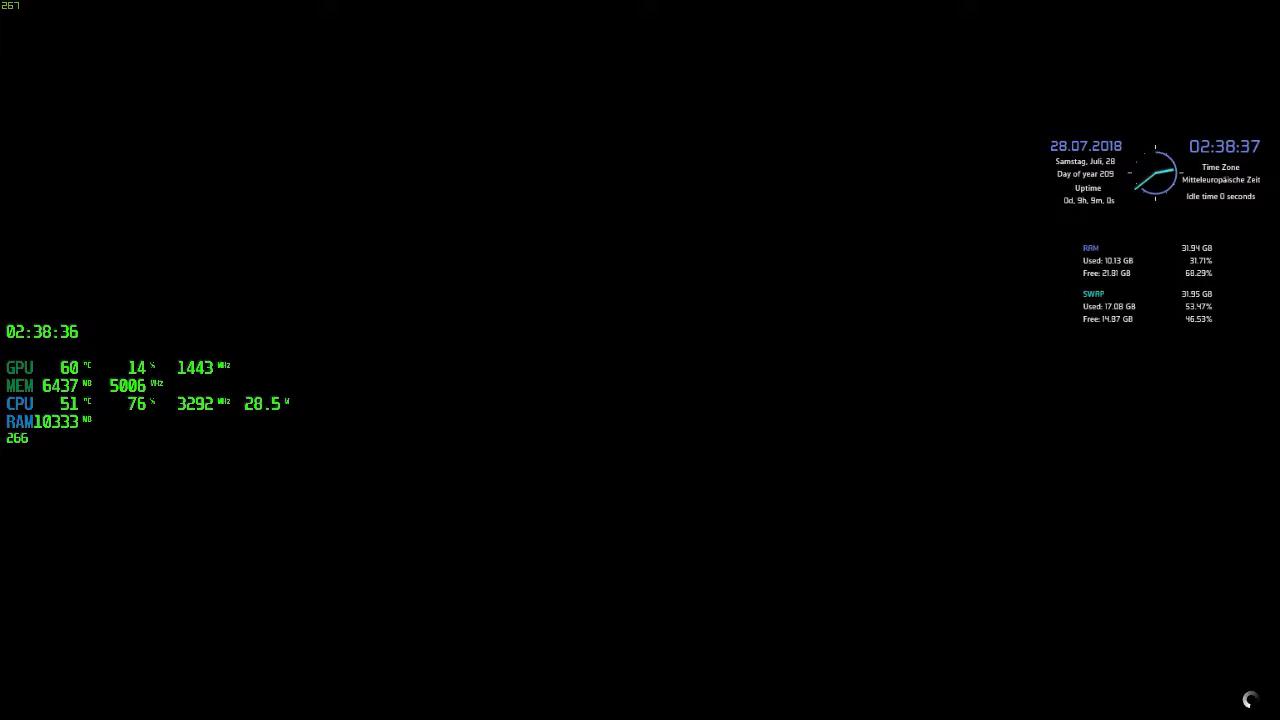 267
28.07.2018
Samstag, Juli, 28
Day of year 209
Uptime
0d, 9h, 9m, 0s
02:38:37
Time Zone
Mitteleuropäische Zeit
Idle time 0 seconds
RAM 31.94 GB
Used: 10.13 GB 31.71%
Free: 21.81 GB 68.29%
SWAP 31.95 GB
Used: 17.08 GB 53.47%
Free: 14.87 GB 46.53%
02:38:36
GPU 60 °C 14 % 1443 MHz
MEM 6437 MB 5006 MHz
CPU 51 °C 76 % 3292 MHz 28.5 W
RAM 10333 MB
266